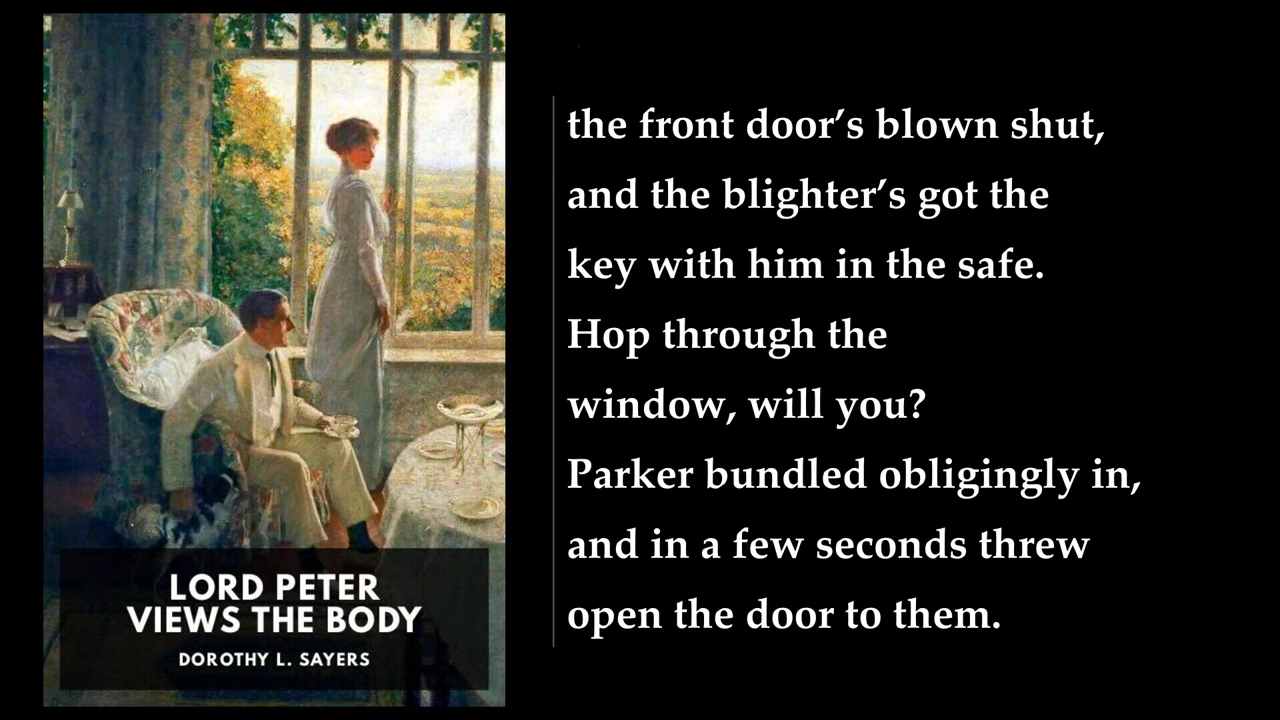 LORD PETER
VIEWS THE BODY
DOROTHY L. SAYERS
the front door’s blown shut,
and the blighter’s got the
key with him in the safe.
Hop through the
window, will you?
Parker bundled obligingly in,
and in a few seconds threw
open the door to them.